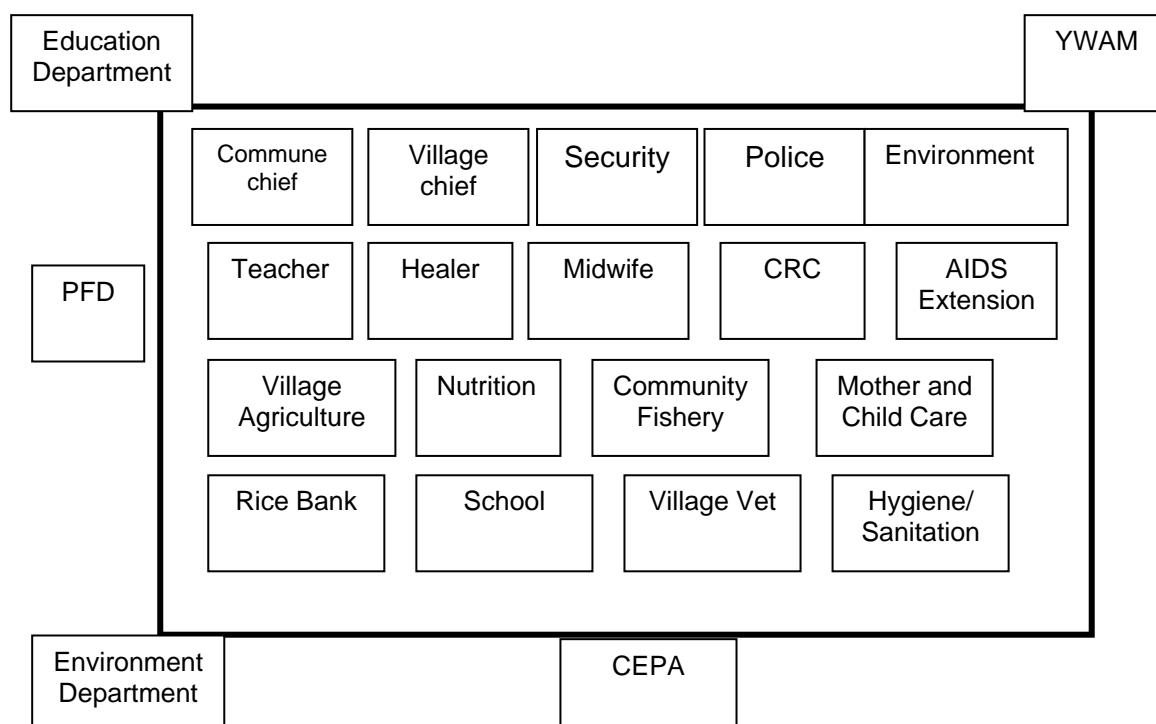 Education
Department
YWAM
Commune
chief
Village
chief
Security
Police
Environment
Teacher
Healer
Midwife
CRC
AIDS
Extension
PFD
Village
Agriculture
Nutrition
Community
Fishery
Mother and
Child Care
Rice Bank
School
Village Vet
Hygiene/
Sanitation
Environment
Department
CEPA